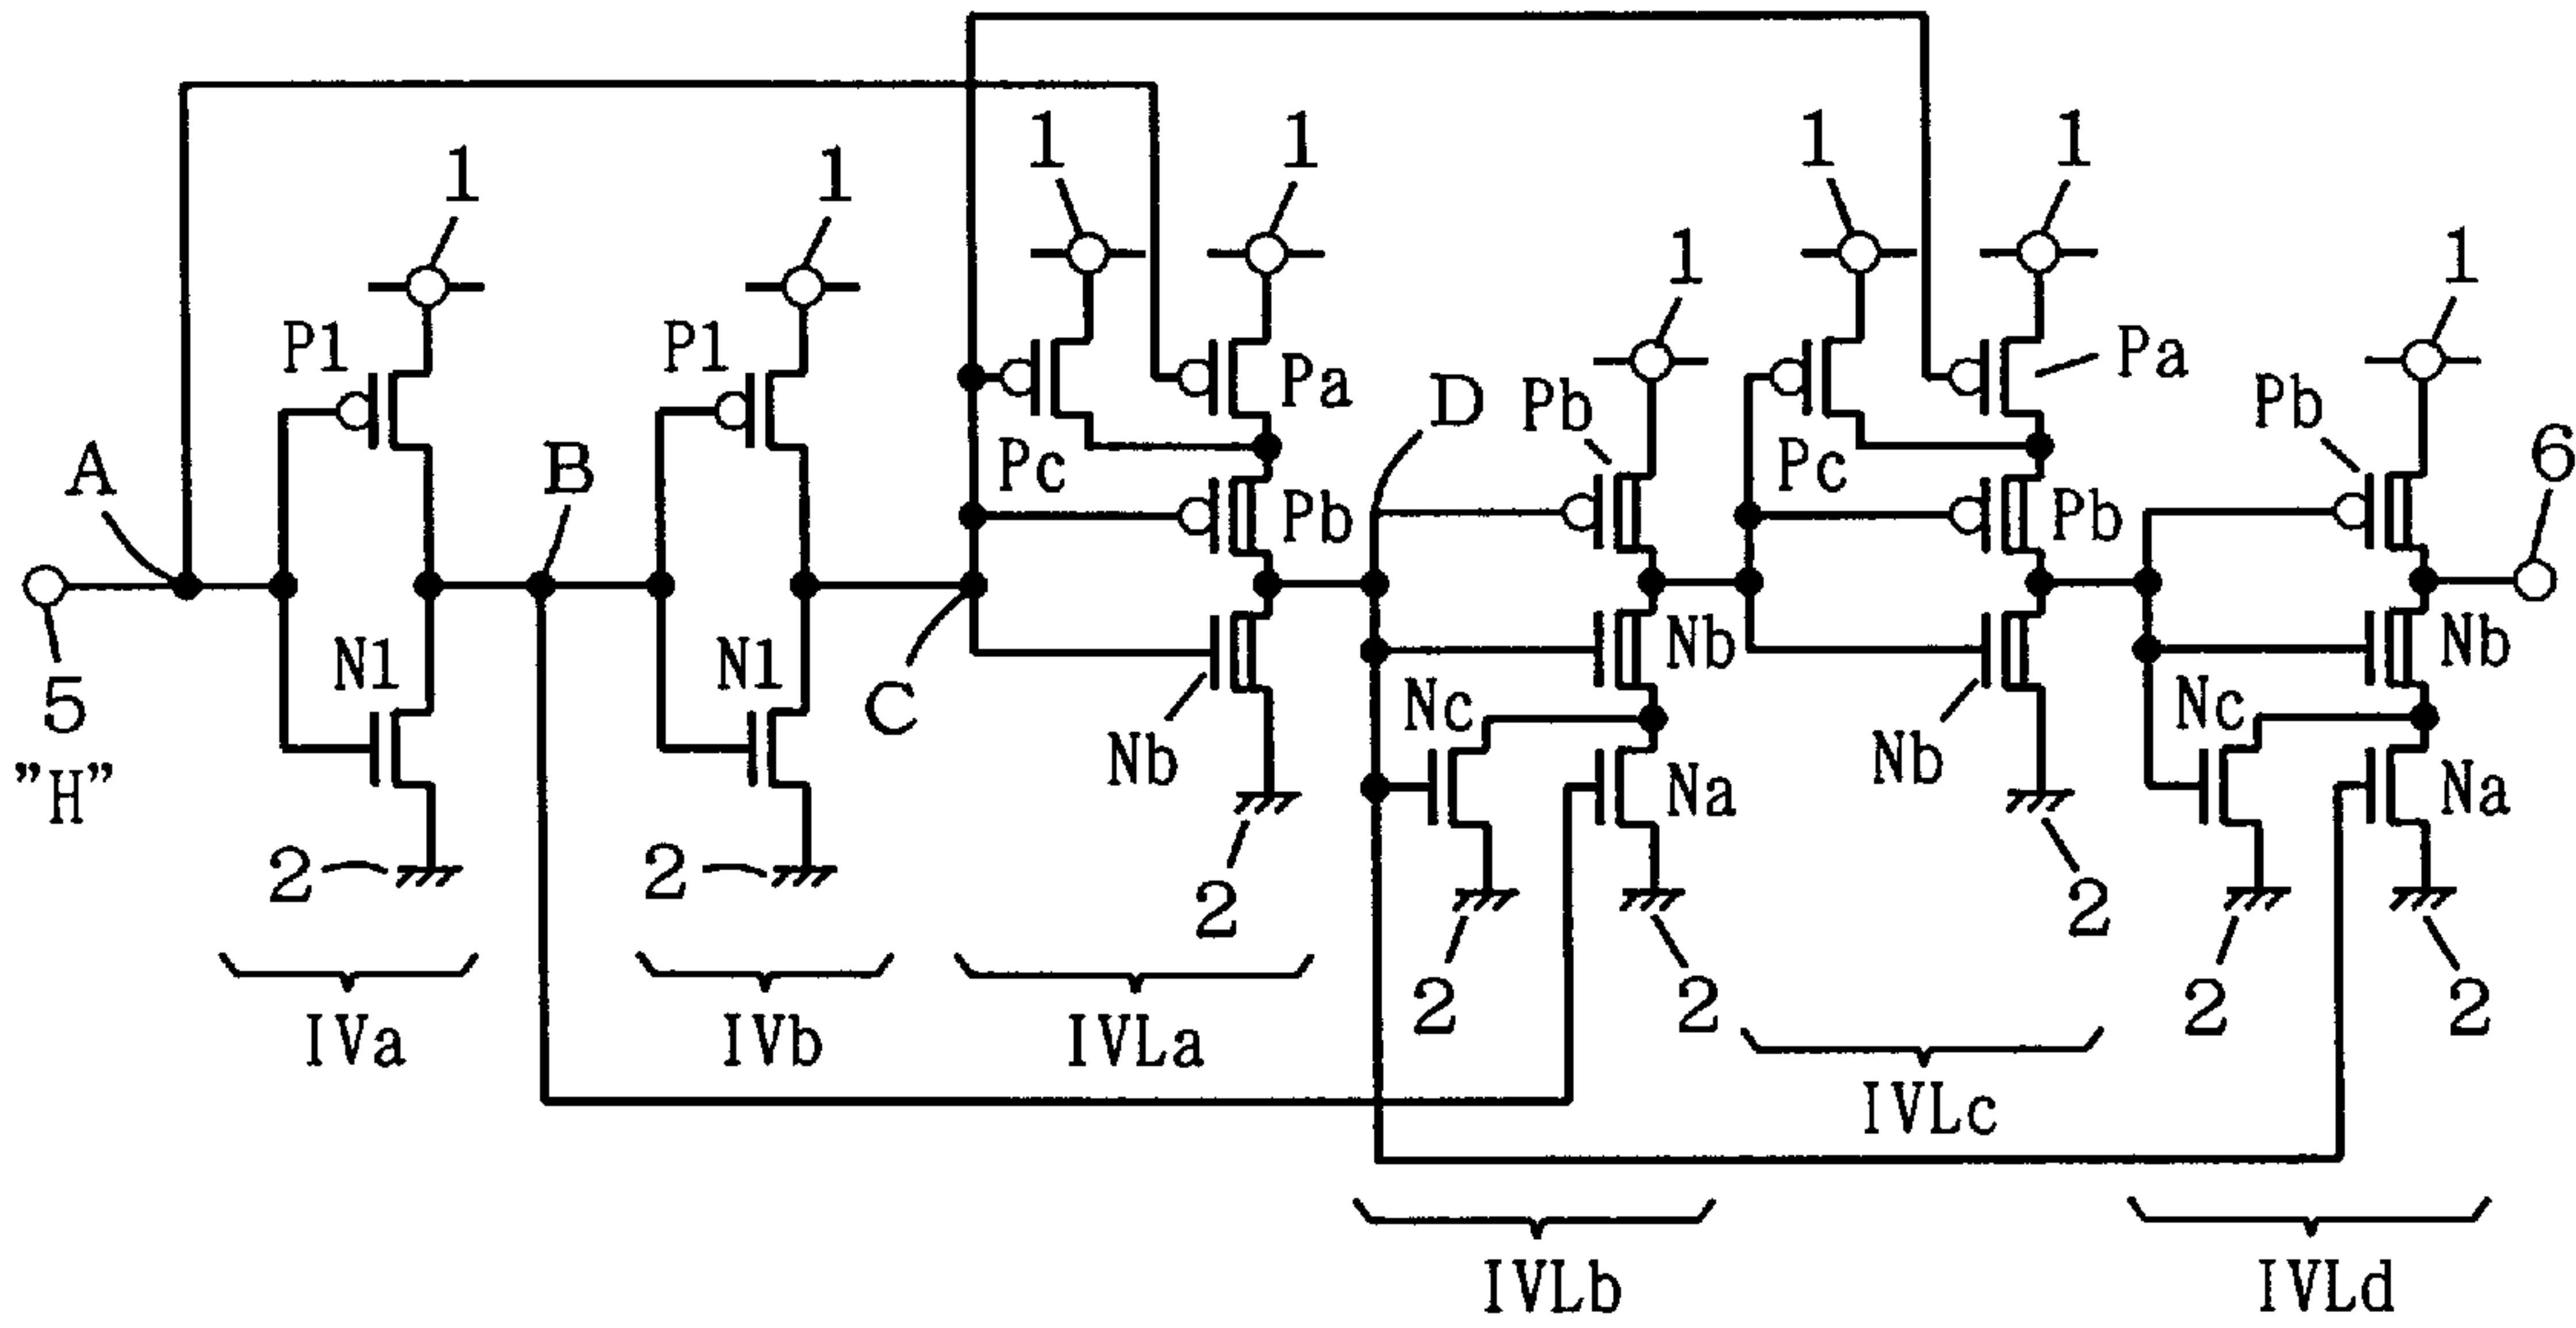 1 1 1 1
1 1 1 1
P1 P1 Pa Pb Pa Pb
A B Pc D Pc 6
Pb Pb
5 N1 N1 C Nb Nb
"H" Nc Nc
Nb Na Nb Na
2 2 2 2
2 2 2 2
IVa IVb IVLa
IVLc
IVLb IVLd